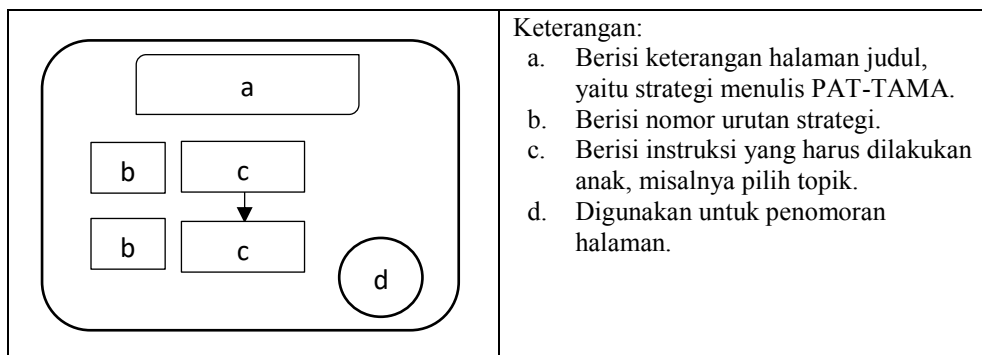 a
b
c
b
c
d
Keterangan:
a. Berisi keterangan halaman judul,
yaitu strategi menulis PAT-TAMA.
b. Berisi nomor urutan strategi.
c. Berisi instruksi yang harus dilakukan
anak, misalnya pilih topik.
d. Digunakan untuk penomoran
halaman.